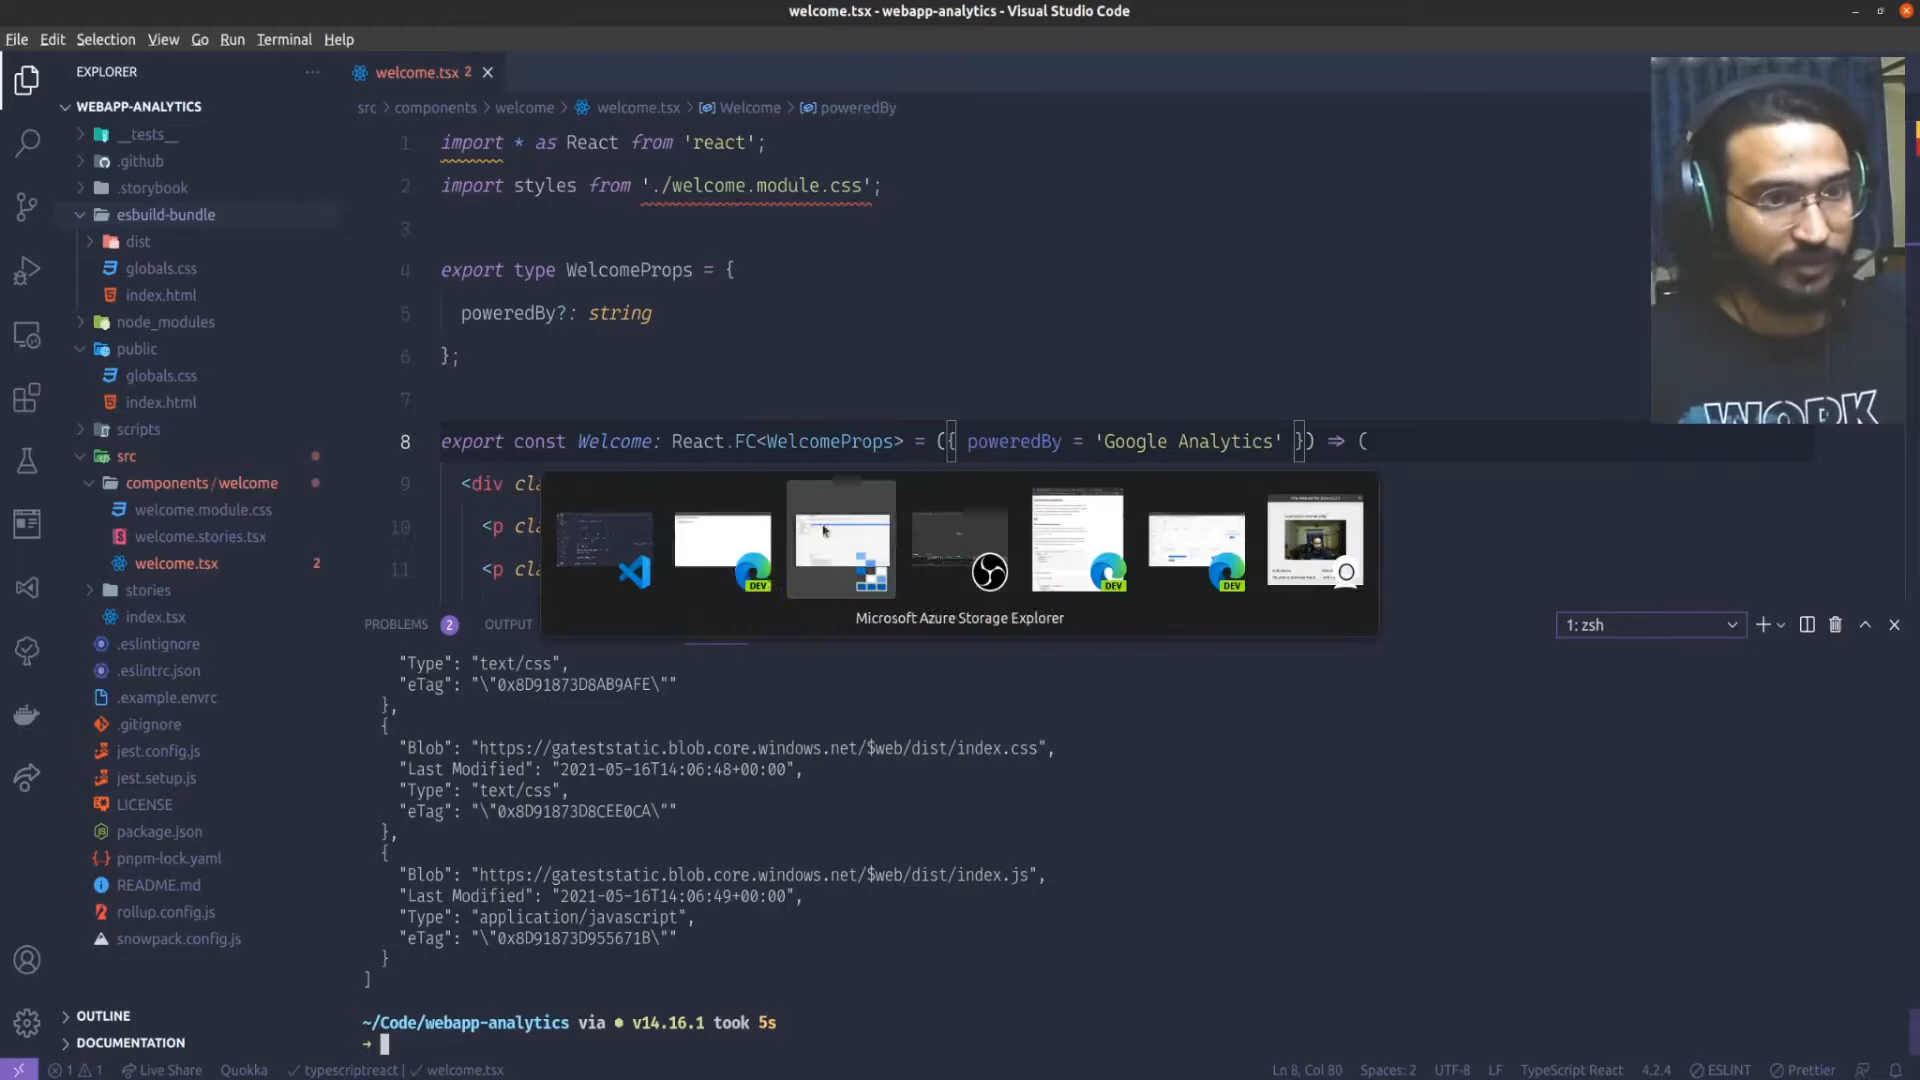 welcome.tsx - webapp-analytics - Visual Studio Code
File Edit Selection View Go Run Terminal Help
EXPLORER
WEBAPP-ANALYTICS
__tests__
.github
.storybook
esbuild-bundle
dist
globals.css
index.html
node_modules
public
globals.css
index.html
scripts
src
components / welcome
welcome.module.css
welcome.stories.tsx
welcome.tsx 2
stories
index.tsx
.eslintignore
.eslintrc.json
.example.envrc
.gitignore
jest.config.js
jest.setup.js
LICENSE
package.json
pnpm-lock.yaml
README.md
rollup.config.js
snowpack.config.js
OUTLINE
DOCUMENTATION
welcome.tsx 2
src > components > welcome > welcome.tsx > Welcome > poweredBy
1 import * as React from 'react';
2 import styles from './welcome.module.css';
3
4 export type WelcomeProps = {
5 poweredBy?: string
6 };
7
8 export const Welcome: React.FC<WelcomeProps> = ({ poweredBy = 'Google Analytics' }) => (
9 <div cla
10 <p cla
11 <p cla
WORK
DEV
DEV
DEV
Microsoft Azure Storage Explorer
PROBLEMS 2 OUTPUT
1: zsh
"Type": "text/css",
"eTag": "\"0x8D91873D8AB9AFE\""
},
{
"Blob": "https://gateststatic.blob.core.windows.net/$web/dist/index.css",
"Last Modified": "2021-05-16T14:06:48+00:00",
"Type": "text/css",
"eTag": "\"0x8D91873D8CEE0CA\""
},
{
"Blob": "https://gateststatic.blob.core.windows.net/$web/dist/index.js",
"Last Modified": "2021-05-16T14:06:49+00:00",
"Type": "application/javascript",
"eTag": "\"0x8D91873D955671B\""
}
]
~/Code/webapp-analytics via v14.16.1 took 5s
→
1 1 Live Share Quokka typescriptreact | welcome.tsx Ln 8, Col 80 Spaces: 2 UTF-8 LF TypeScript React 4.2.4 ESLINT Prettier